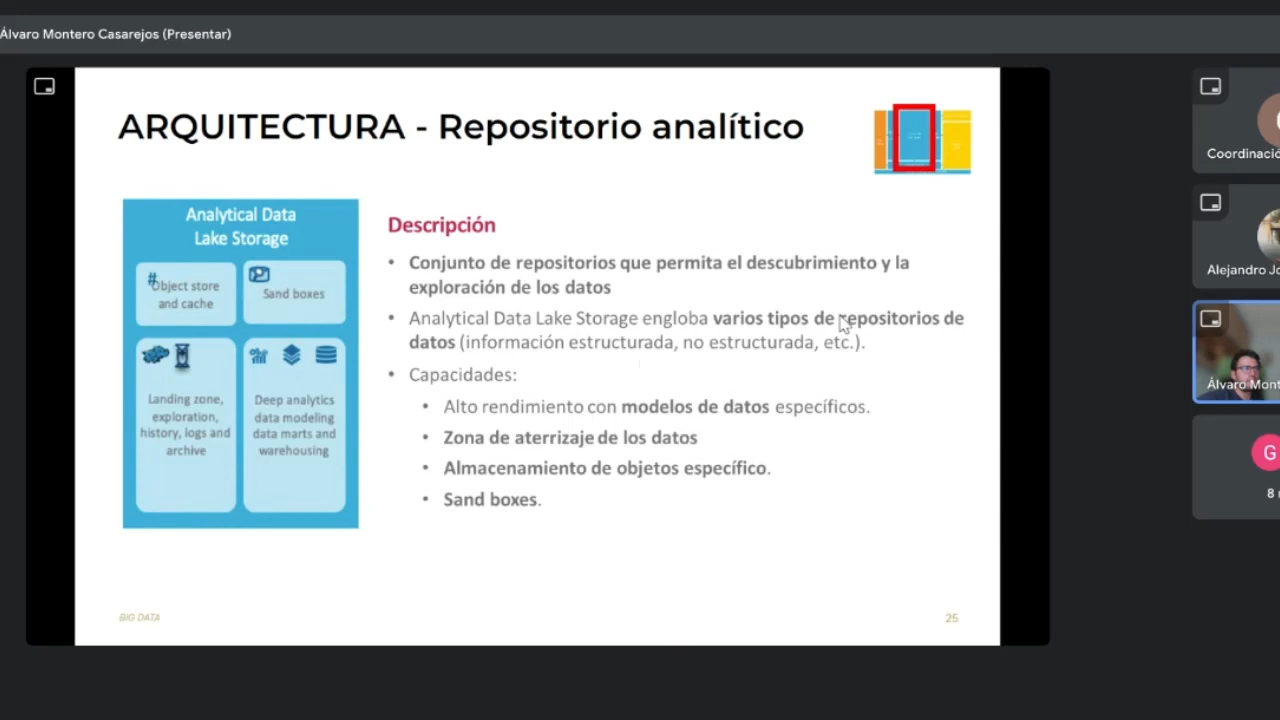 Álvaro Montero Casarejos (Presentar)
ARQUITECTURA - Repositorio analítico
Analytical Data
Lake Storage
#
Object store
and cache
Sand boxes
Landing zone,
exploration,
history, logs and
archive
Deep analytics
data modeling
data marts and
warehousing
Descripción
• Conjunto de repositorios que permita el descubrimiento y la
exploración de los datos
• Analytical Data Lake Storage engloba varios tipos de repositorios de
datos (información estructurada, no estructurada, etc.).
• Capacidades:
• Alto rendimiento con modelos de datos específicos.
• Zona de aterrizaje de los datos
• Almacenamiento de objetos específico.
• Sand boxes.
BIG DATA
25
Coordinació
Alejandro Jo
Álvaro Mont
G
8